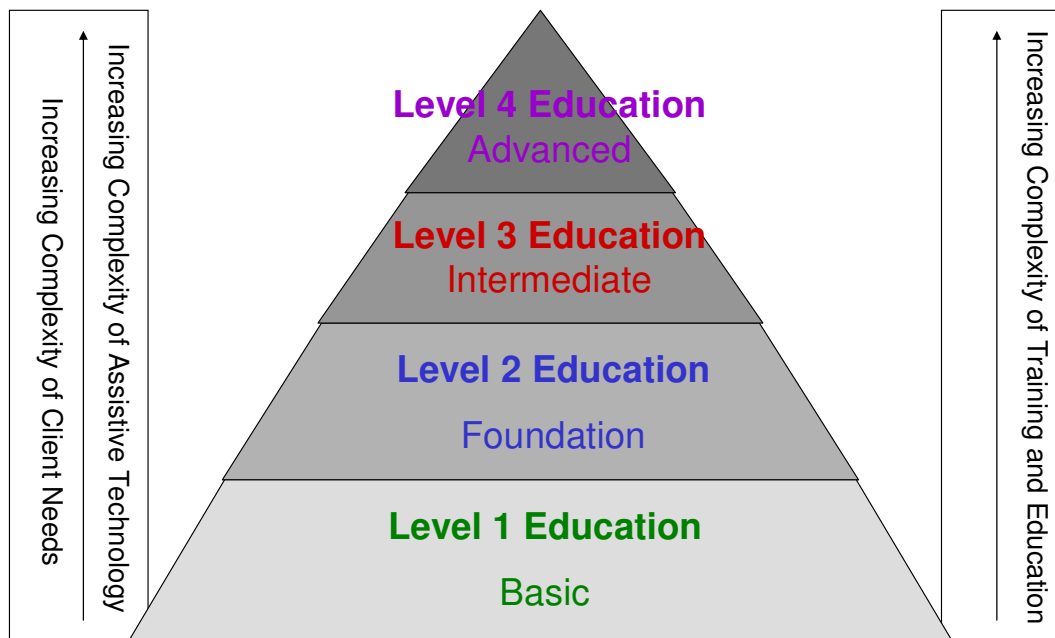 Increasing Complexity of Client Needs
Increasing Complexity of Assistive Technology
Level 4 Education
Advanced
Level 3 Education
Intermediate
Level 2 Education
Foundation
Level 1 Education
Basic
Increasing Complexity of Training and Education